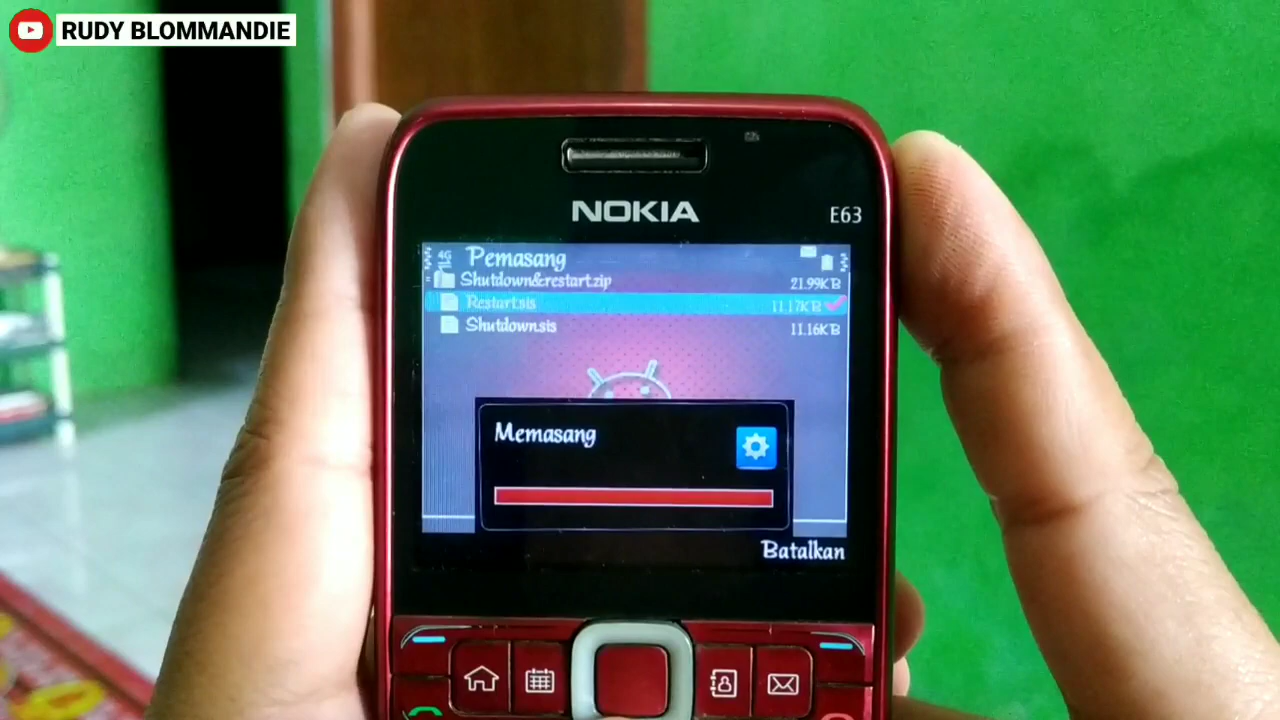 RUDY BLOMMANDIE
NOKIA
E63
4G
Pemasang
Shutdown&restart.zip 21.99KB
Restart.sis 11.17KB
Shutdown.sis 11.16KB
Memasang
Batalkan